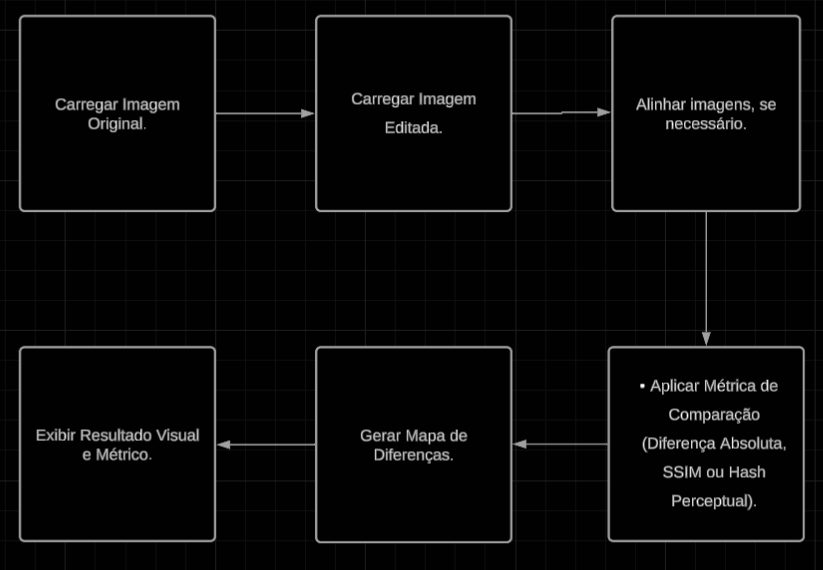 Carregar Imagem
Original.
Carregar Imagem
Editada.
Alinhar imagens, se
necessário.
• Aplicar Métrica de
Comparação
(Diferença Absoluta,
SSIM ou Hash
Perceptual).
Gerar Mapa de
Diferenças.
Exibir Resultado Visual
e Métrico.